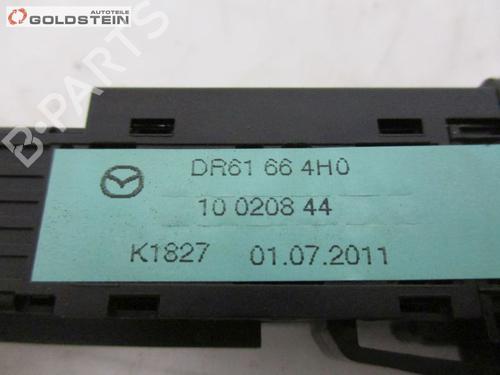 AUTOTEILE
GOLDSTEIN
B-PARTS
DR61 66 4H0
10 0208 44
K1827 01.07.2011